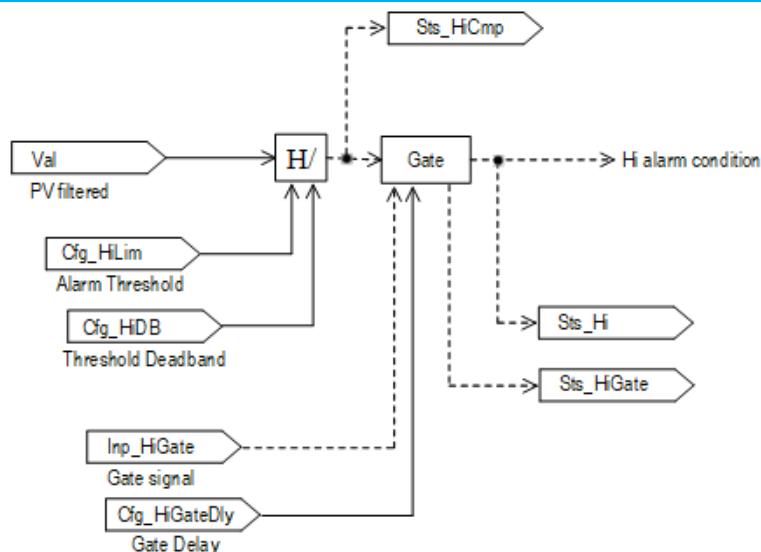 Sts_HiCmp
Val
H/
Gate
Hi alarm condition
PV filtered
Cfg_HiLim
Alarm Threshold
Cfg_HiDB
Sts_Hi
Threshold Deadband
Sts_HiGate
Inp_HiGate
Gate signal
Cfg_HiGateDly
Gate Delay